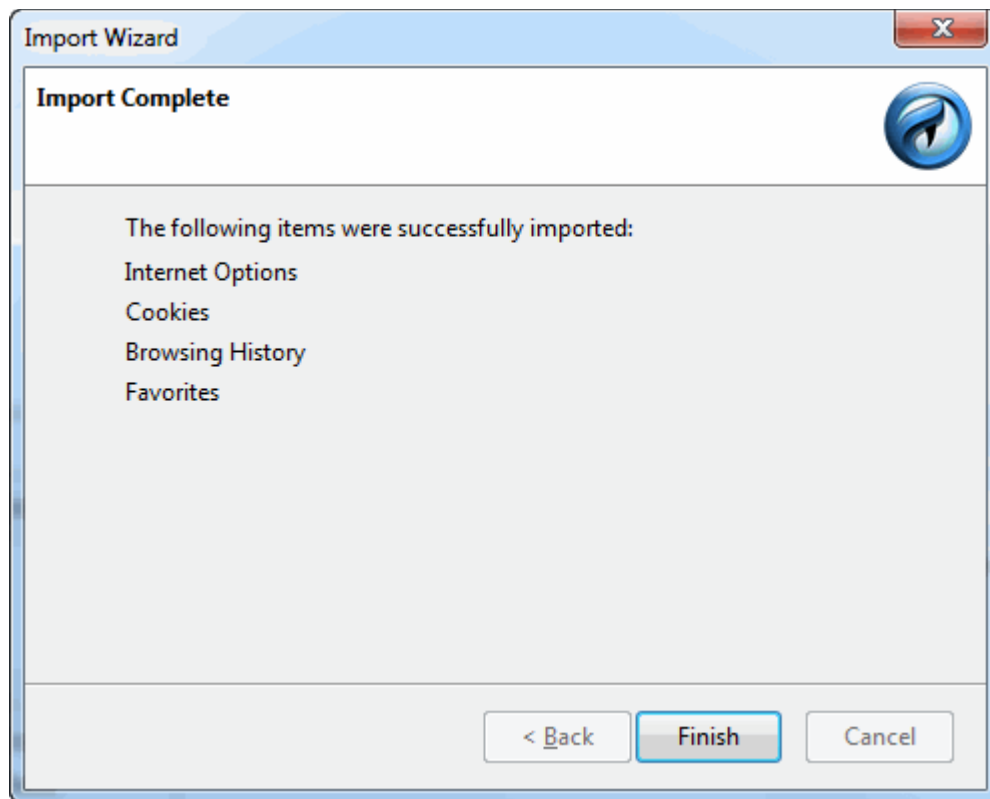 Import Wizard
Import Complete
The following items were successfully imported:
Internet Options
Cookies
Browsing History
Favorites
< Back Finish Cancel